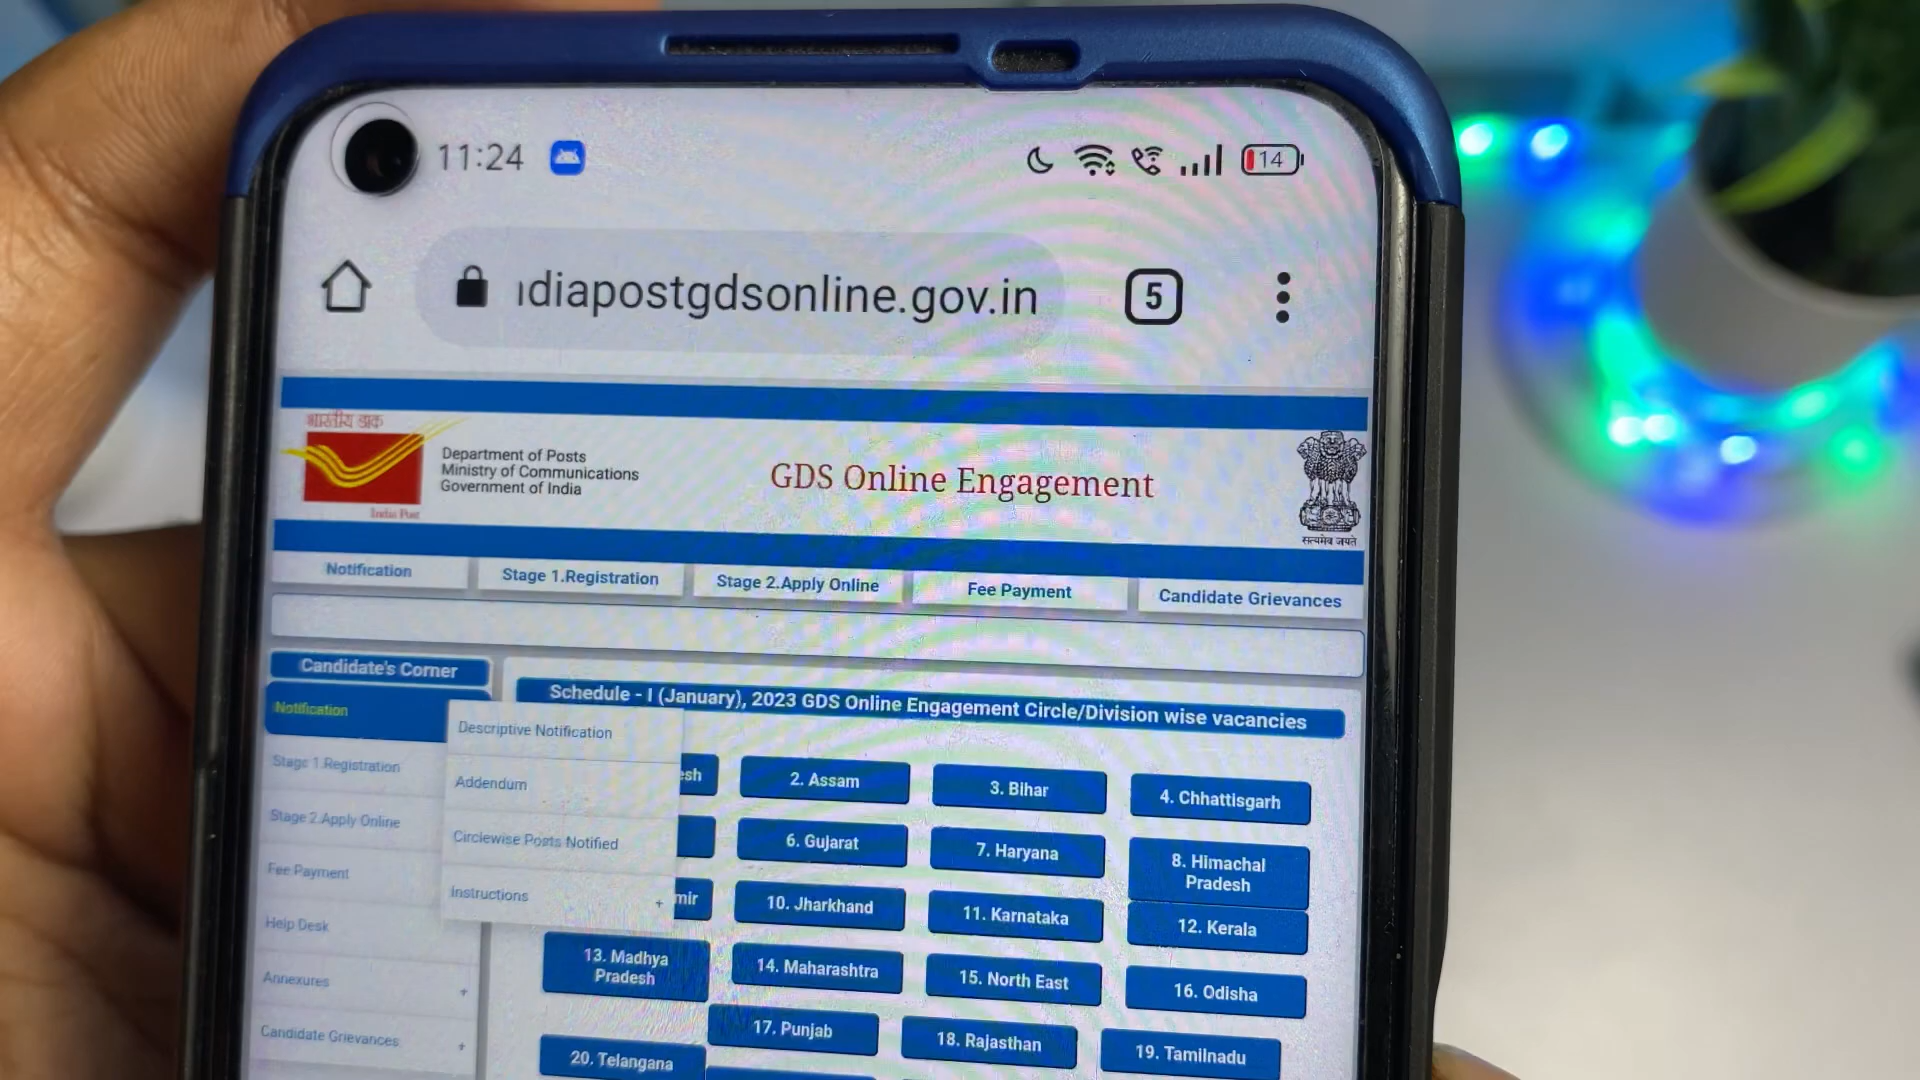 11:24
14
ndiapostgdsonline.gov.in
5
भारतीय डाक
India Post
Department of Posts
Ministry of Communications
Government of India
GDS Online Engagement
सत्यमेव जयते
Notification
Stage 1.Registration
Stage 2.Apply Online
Fee Payment
Candidate Grievances
Candidate's Corner
Notification
Stage 1.Registration
Stage 2.Apply Online
Fee Payment
Help Desk
Annexures +
Candidate Grievances +
Descriptive Notification
Addendum
Circlewise Posts Notified
Instructions +
Schedule - I (January), 2023 GDS Online Engagement Circle/Division wise vacancies
esh
2. Assam
3. Bihar
4. Chhattisgarh
6. Gujarat
7. Haryana
8. Himachal
Pradesh
mir
10. Jharkhand
11. Karnataka
12. Kerala
13. Madhya
Pradesh
14. Maharashtra
15. North East
16. Odisha
17. Punjab
18. Rajasthan
19. Tamilnadu
20. Telangana